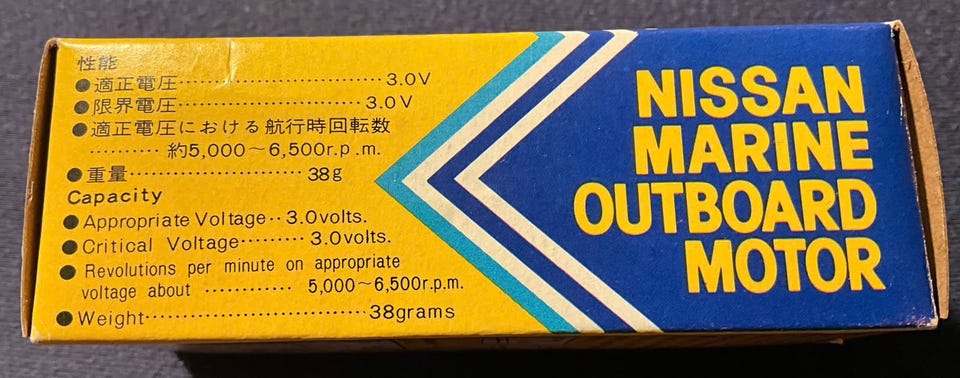 性能
●適正電圧······························3.0V
●限界電圧···························3.0V
●適正電圧における航行時回転数
··········約5,000～6,500r.p.m.
●重量·························38g
Capacity
●Appropriate Voltage··3.0volts.
●Critical Voltage·········3.0volts.
●Revolutions per minute on appropriate
voltage about ············5,000～6,500r.p.m.
●Weight······························38grams
NISSAN
MARINE
OUTBOARD
MOTOR